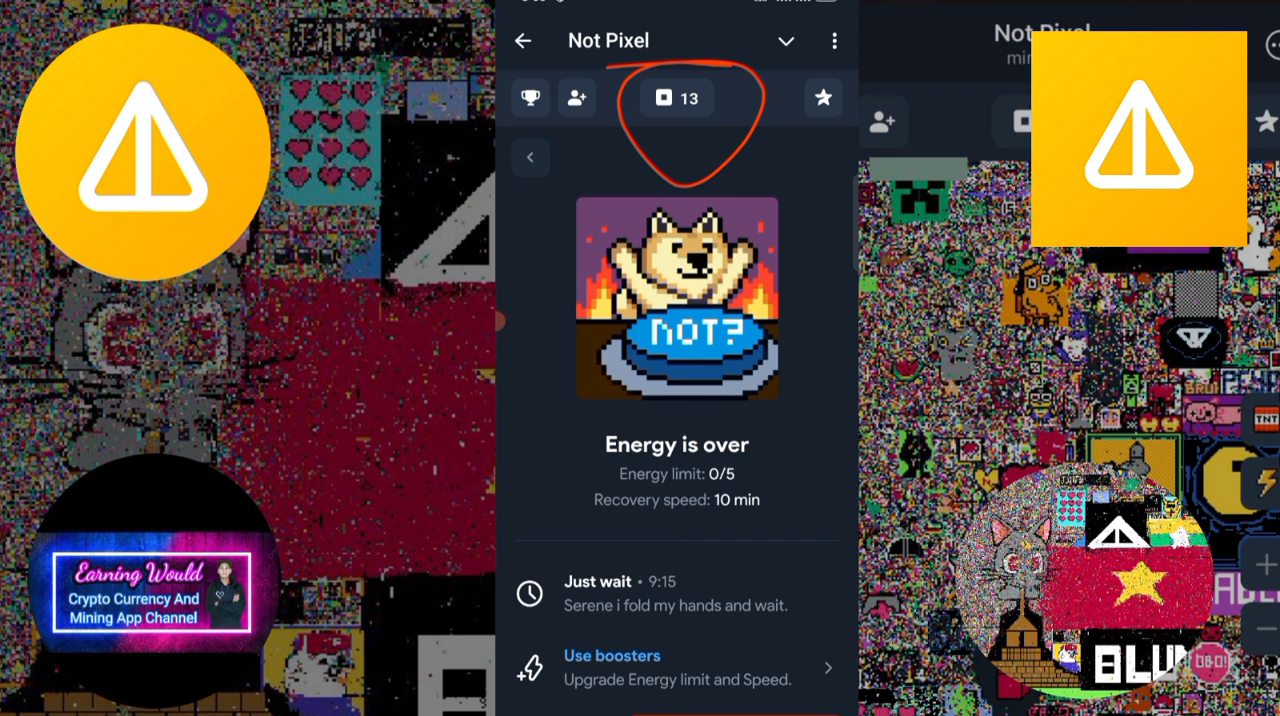 Not Pixel
13
NOT?
Energy is over
Energy limit: 0/5
Recovery speed: 10 min
Just wait • 9:15
Serene i fold my hands and wait.
Use boosters
Upgrade Energy limit and Speed.
Earning Would
Crypto Currency And
Mining App Channel
Not Pixel
TNT